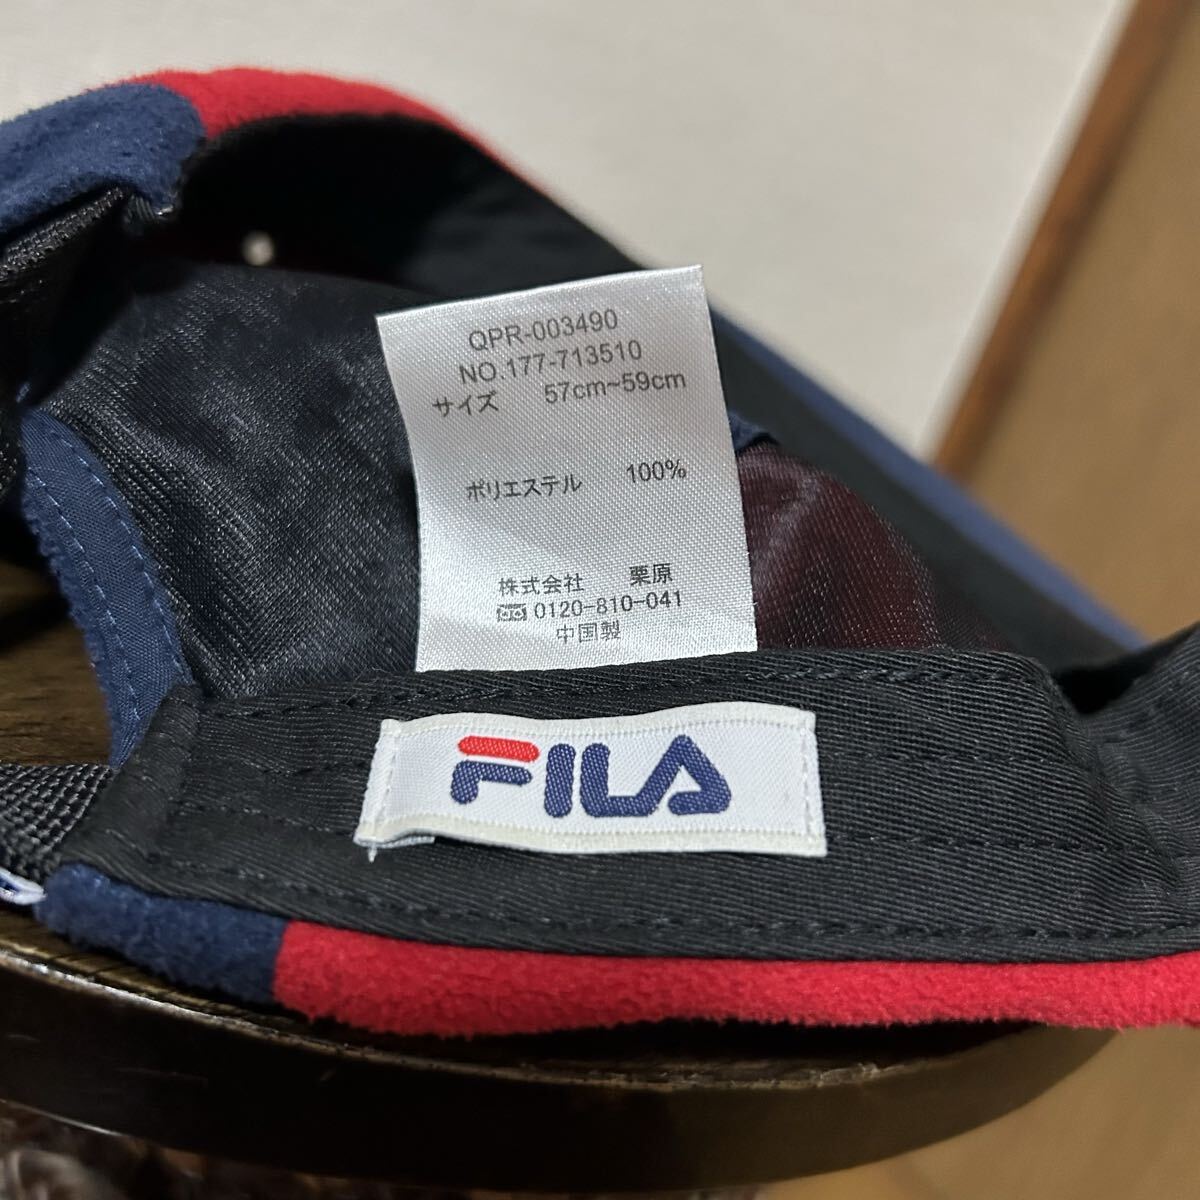 QPR-003490
NO.177-713510
サイズ 57cm~59cm
ポリエステル 100%
株式会社 栗原
0120-810-041
中国製
FILA